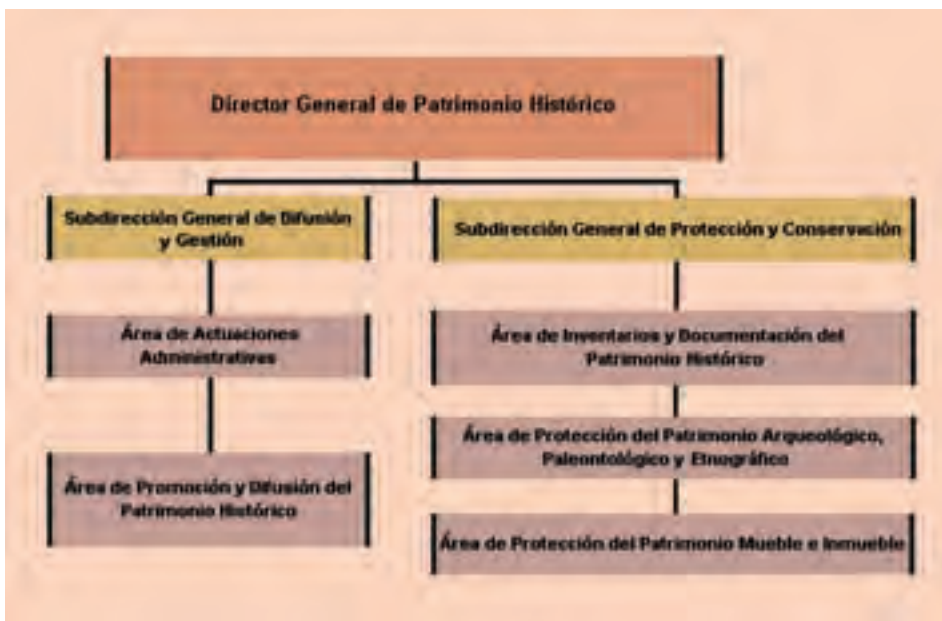 Director General de Patrimonio Histórico
Subdirección General de Difusión
y Gestión
Subdirección General de Protección y Conservación
Área de Actuaciones
Administrativas
Área de Inventarios y Documentación del
Patrimonio Histórico
Área de Protección del Patrimonio Arqueológico,
Paleontológico y Etnográfico
Área de Promoción y Difusión del
Patrimonio Histórico
Área de Protección del Patrimonio Mueble e Inmueble